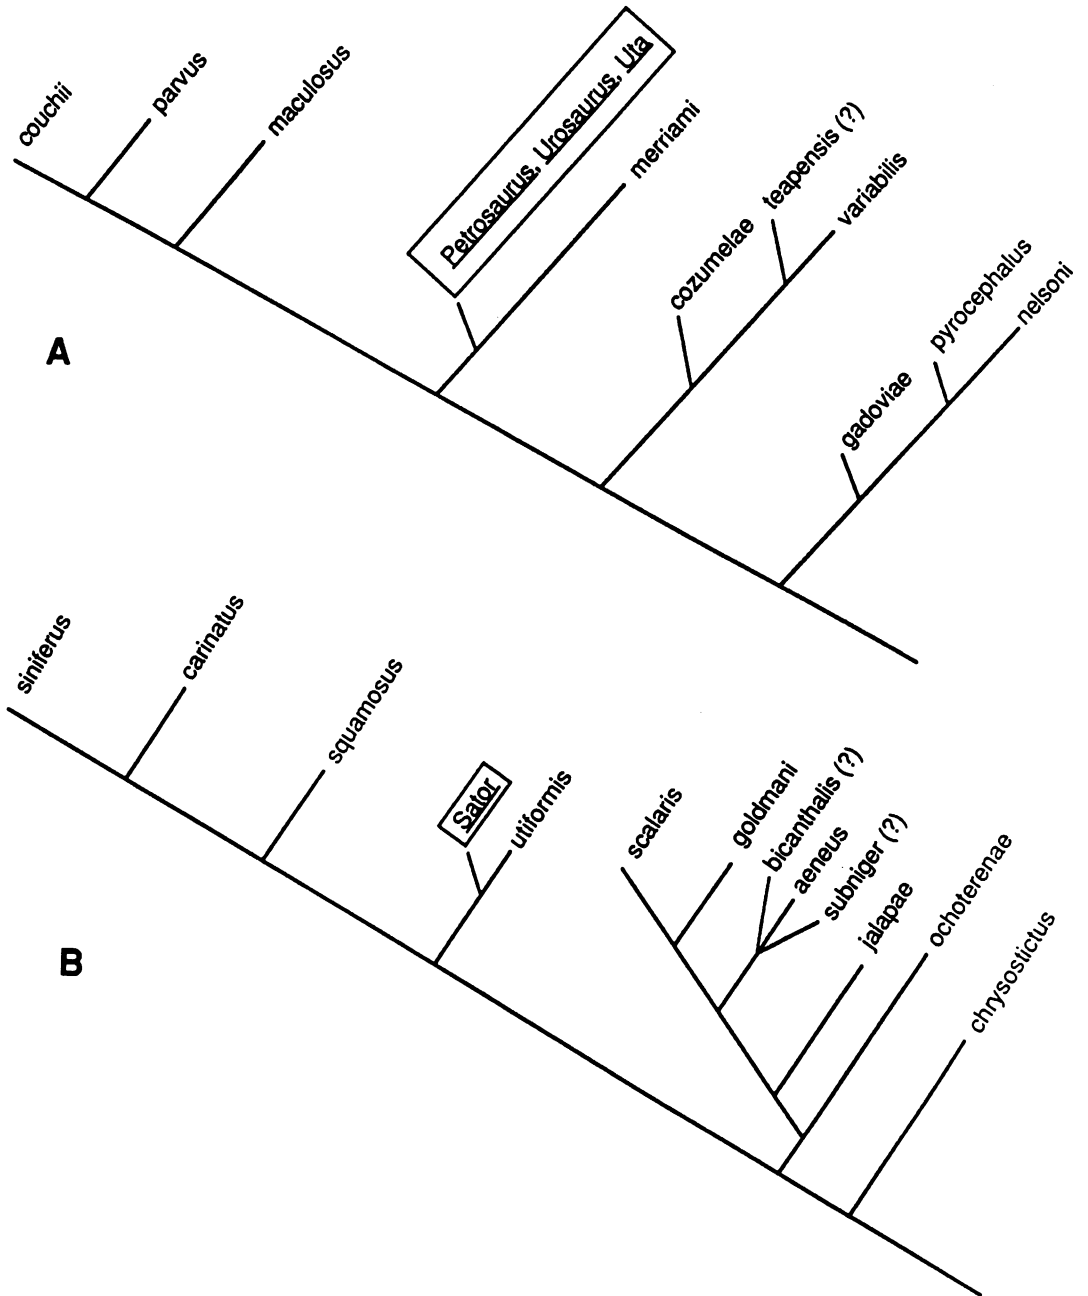 couchii
parvus
maculosus
Petrosaurus, Urosaurus, Uta
merriami
cozumelae
teapensis (?)
variabilis
gadoviae
pyrocephalus
nelsoni
A
siniferus
carinatus
squamosus
Sator
utiformis
scalaris
goldmani
bicanthalis (?)
aeneus
subniger (?)
jalapae
ochoterenae
chrysostictus
B